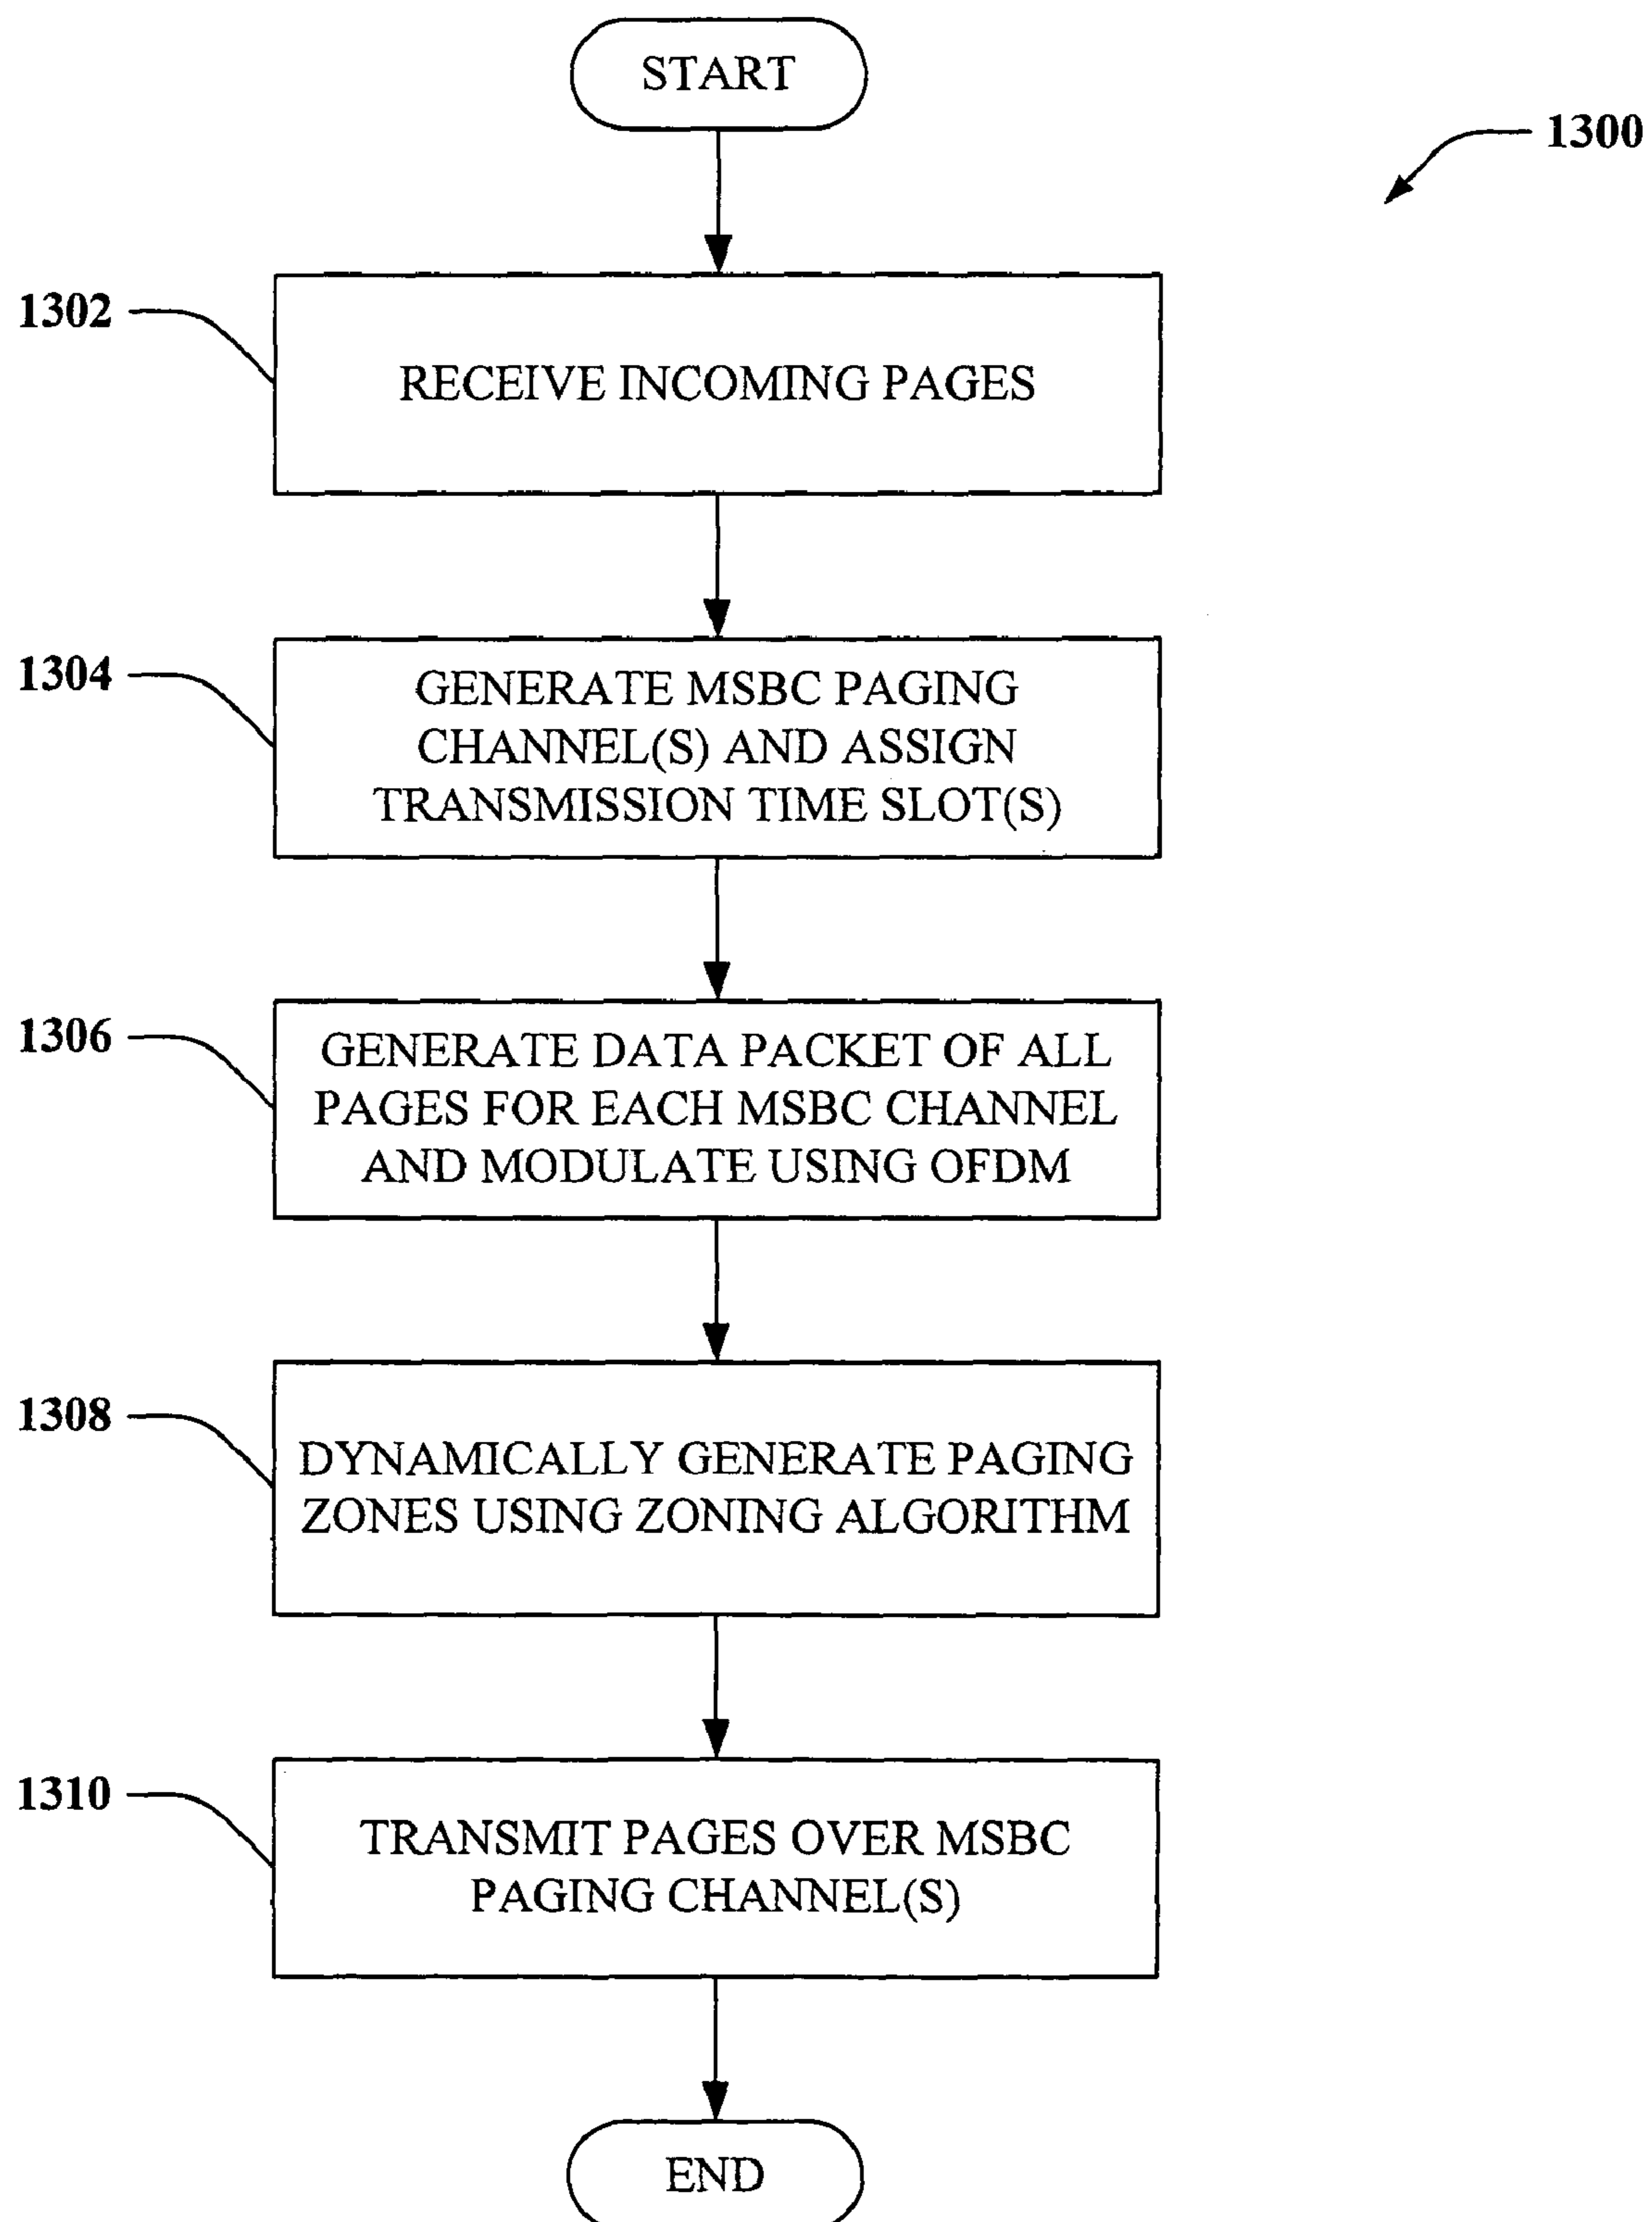 START
1300
1302
RECEIVE INCOMING PAGES
1304
GENERATE MSBC PAGING
CHANNEL(S) AND ASSIGN
TRANSMISSION TIME SLOT(S)
1306
GENERATE DATA PACKET OF ALL
PAGES FOR EACH MSBC CHANNEL
AND MODULATE USING OFDM
1308
DYNAMICALLY GENERATE PAGING
ZONES USING ZONING ALGORITHM
1310
TRANSMIT PAGES OVER MSBC
PAGING CHANNEL(S)
END